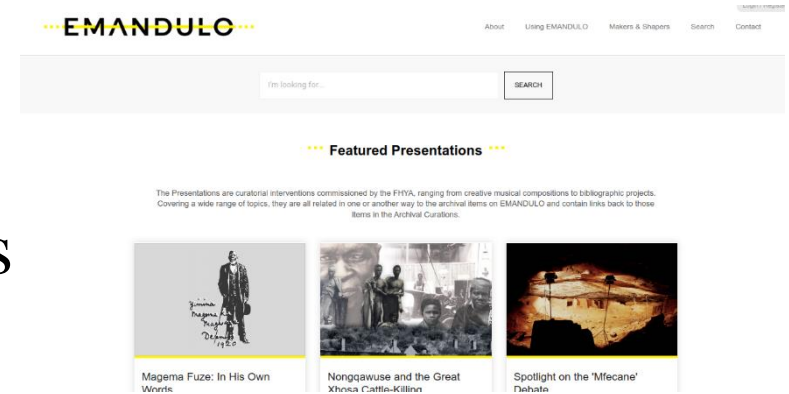 EMANDULO
About Using EMANDULO Makers & Shapers Search Contact
I'm looking for... SEARCH
Featured Presentations
The Presentations are curatorial interventions commissioned by the FHYA, ranging from creative musical compositions to bibliographic projects.
Covering a wide range of topics, they are all related in one or another way to the archival items on EMANDULO and contain links back to those
items in the Archival Curations.
S
Magema
1920
Magema Fuze: In His Own
Words
Nongqawuse and the Great
Xhosa Cattle-Killing
Spotlight on the 'Mfecane'
Debate